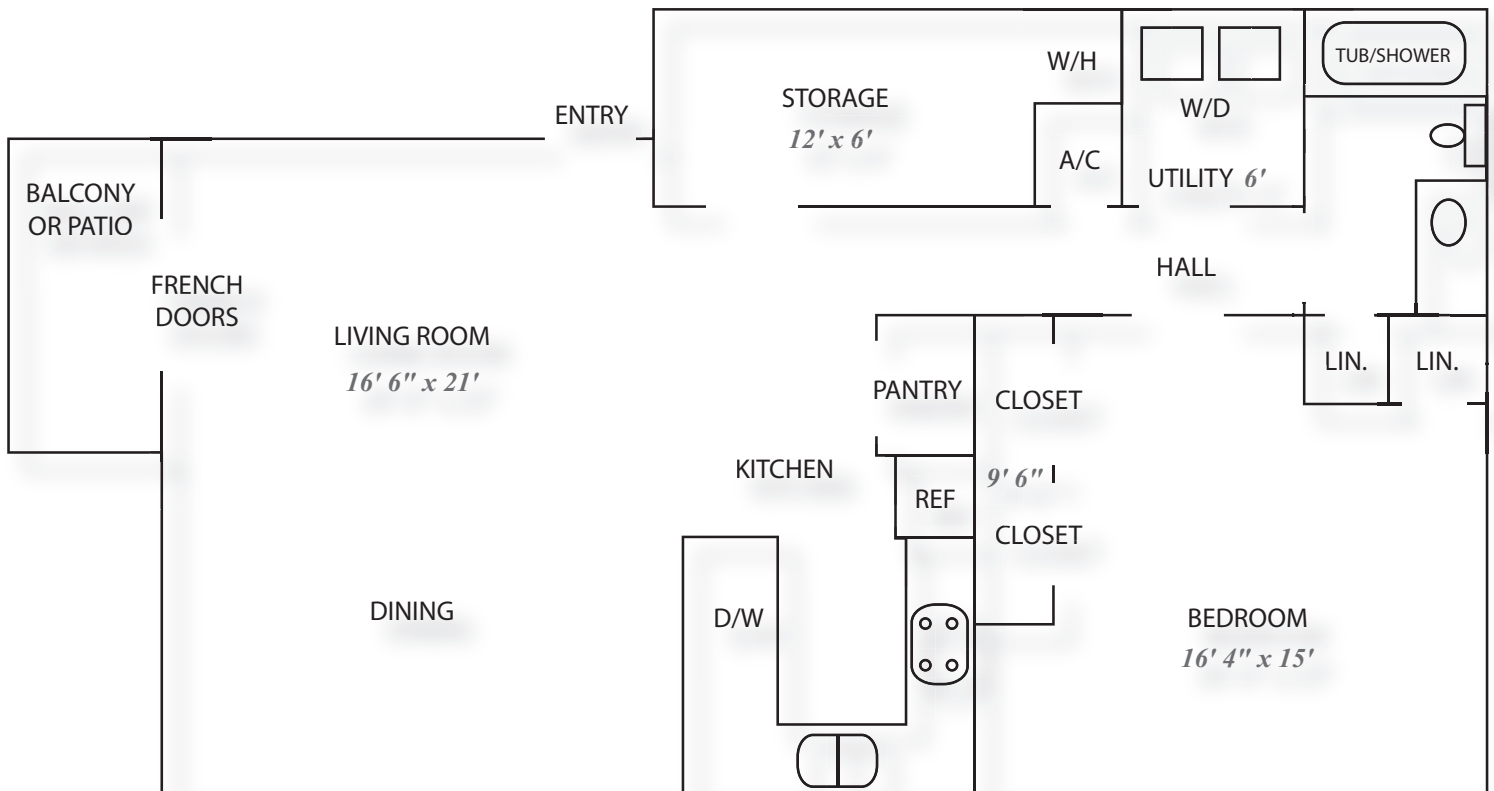 TUB/SHOWER
W/H
STORAGE
12' x 6'
W/D
ENTRY
A/C
UTILITY 6'
BALCONY
OR PATIO
HALL
FRENCH
DOORS
LIVING ROOM
16' 6" x 21'
LIN.
LIN.
PANTRY
CLOSET
KITCHEN
9' 6"
REF
CLOSET
DINING
D/W
BEDROOM
16' 4" x 15'